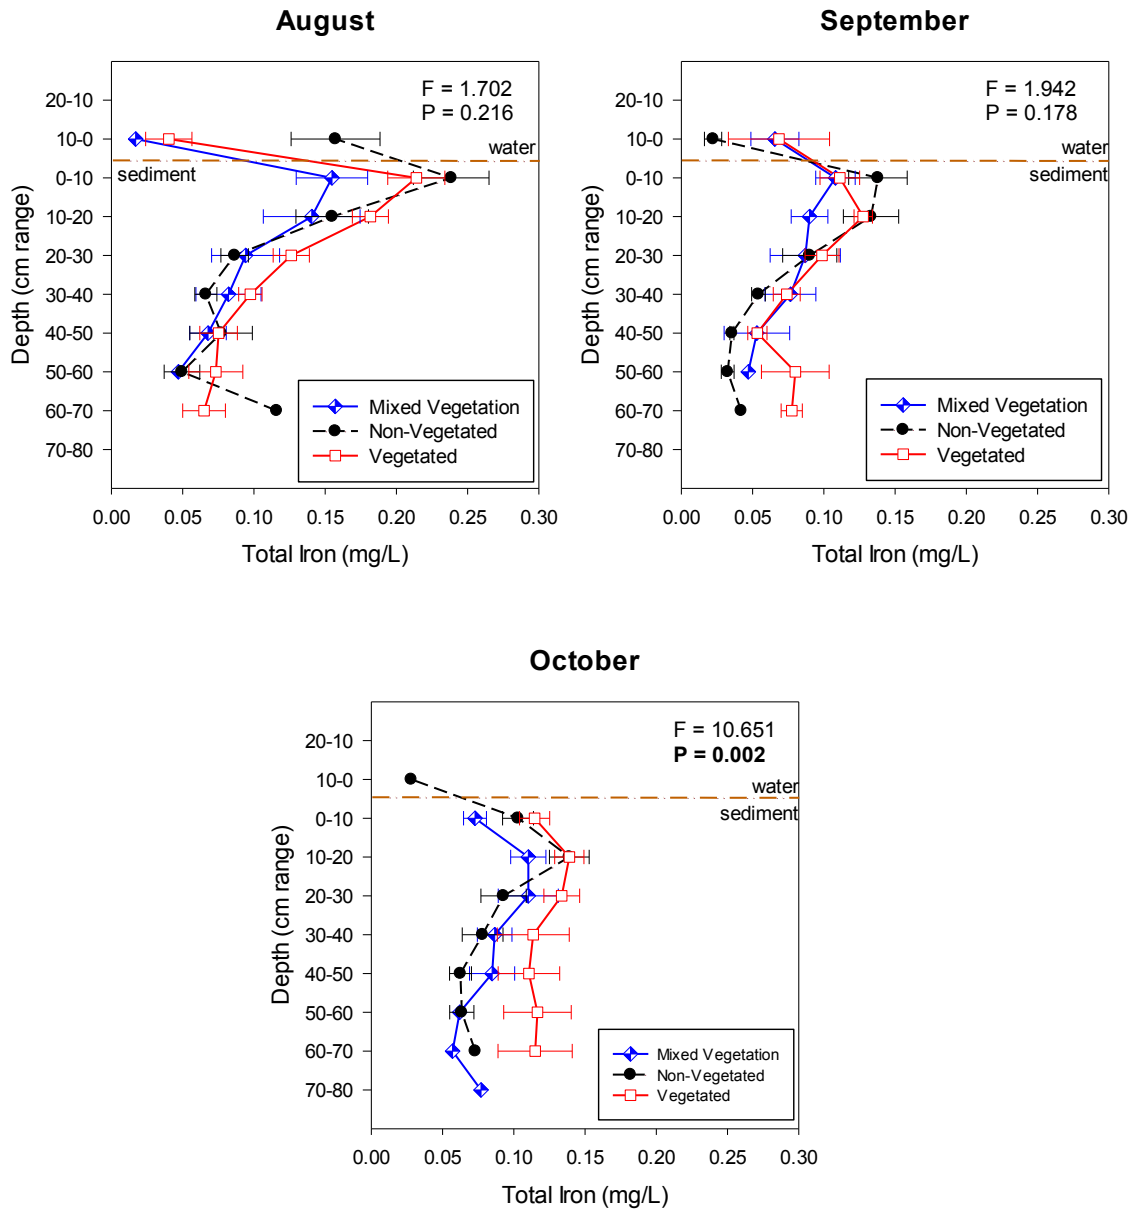 August
F = 1.702
P = 0.216
20-10
10-0
0-10
10-20
20-30
30-40
40-50
50-60
60-70
70-80
Depth (cm range)
water
sediment
Mixed Vegetation
Non-Vegetated
Vegetated
0.00 0.05 0.10 0.15 0.20 0.25 0.30
Total Iron (mg/L)
September
F = 1.942
P = 0.178
20-10
10-0
0-10
10-20
20-30
30-40
40-50
50-60
60-70
70-80
Depth (cm range)
water
sediment
Mixed Vegetation
Non-Vegetated
Vegetated
0.00 0.05 0.10 0.15 0.20 0.25 0.30
Total Iron (mg/L)
October
F = 10.651
P = 0.002
20-10
10-0
0-10
10-20
20-30
30-40
40-50
50-60
60-70
70-80
Depth (cm range)
water
sediment
Mixed Vegetation
Non-Vegetated
Vegetated
0.00 0.05 0.10 0.15 0.20 0.25 0.30
Total Iron (mg/L)